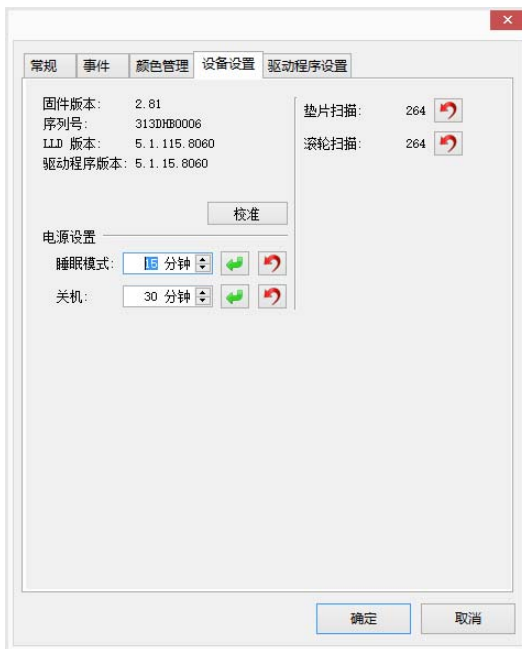 常规 事件 颜色管理 设备设置 驱动程序设置
固件版本: 2.81
序列号: 313DHB0006
LLD 版本: 5.1.115.8060
驱动程序版本: 5.1.15.8060
校准
电源设置
睡眠模式: 15 分钟
关机: 30 分钟
垫片扫描: 264
滚轮扫描: 264
确定 取消